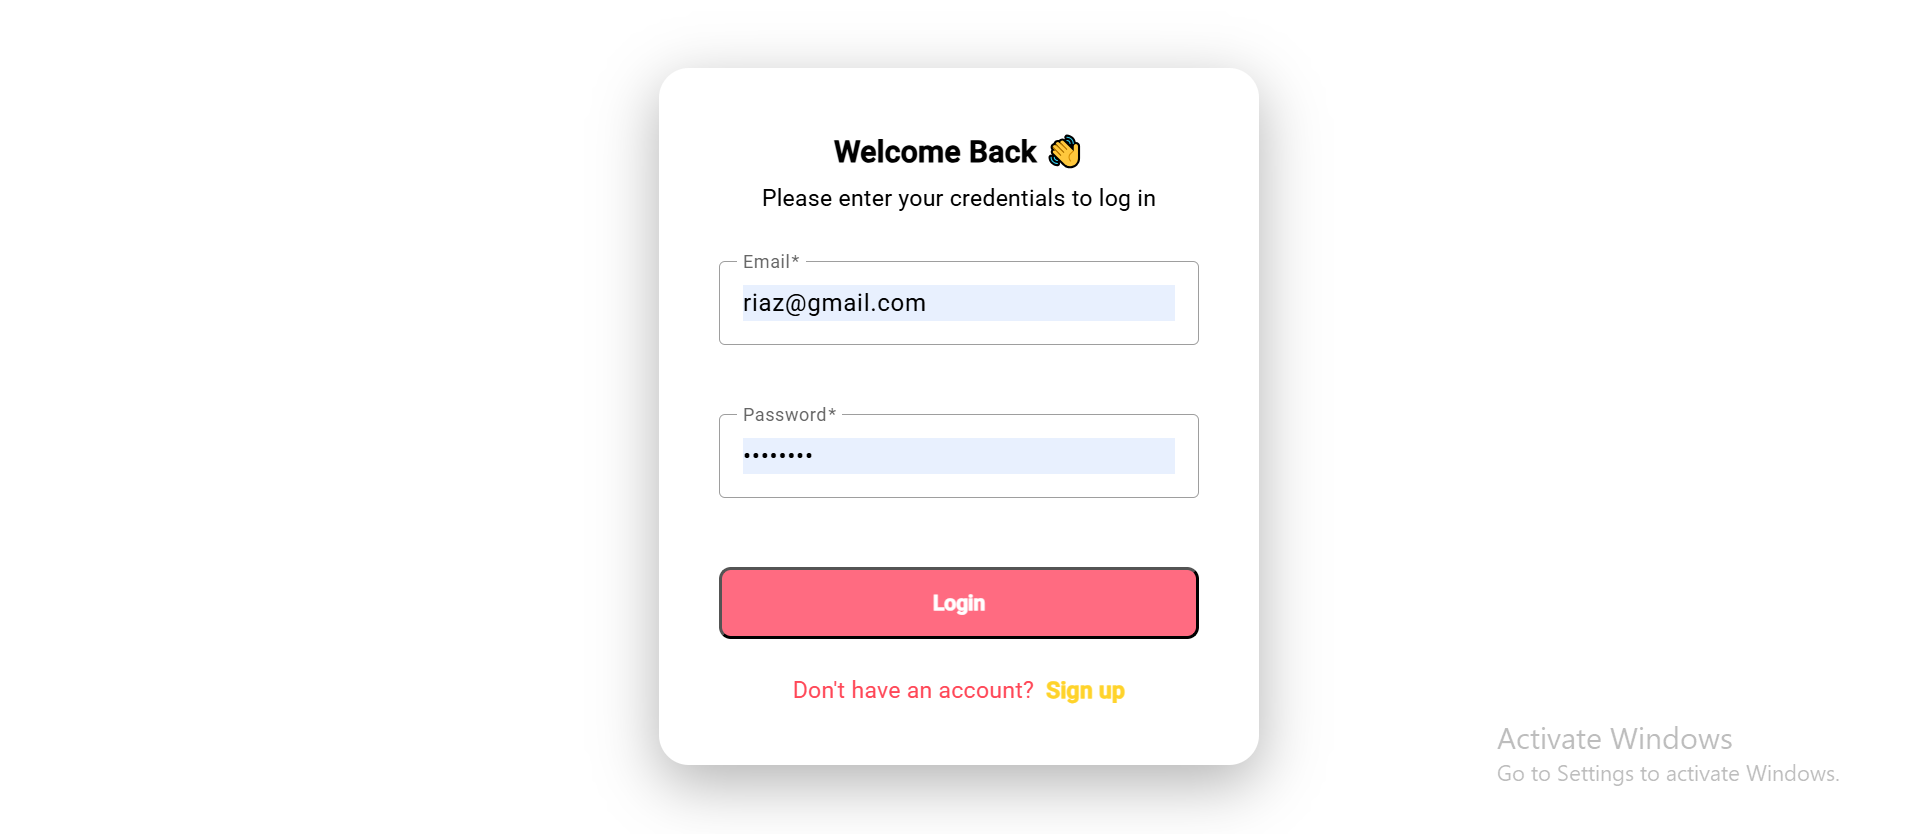 Welcome Back 👋
Please enter your credentials to log in
Email*
riaz@gmail.com
Password*
••••••••
Login
Don't have an account? Sign up
Activate Windows
Go to Settings to activate Windows.